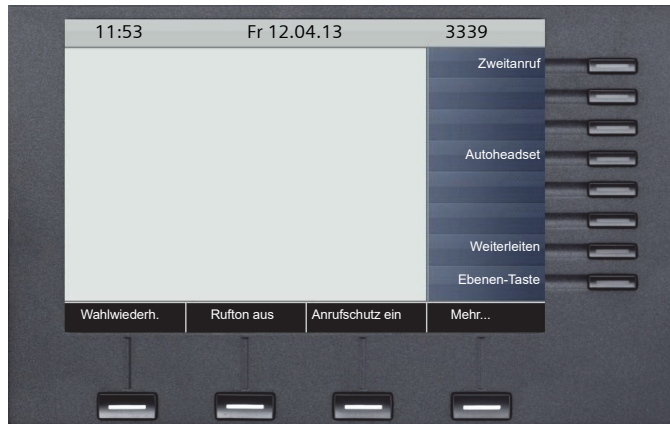 11:53 Fr 12.04.13 3339
Zweitanruf
Autoheadset
Weiterleiten
Ebenen-Taste
Wahlwiederh. Rufton aus Anrufschutz ein Mehr...